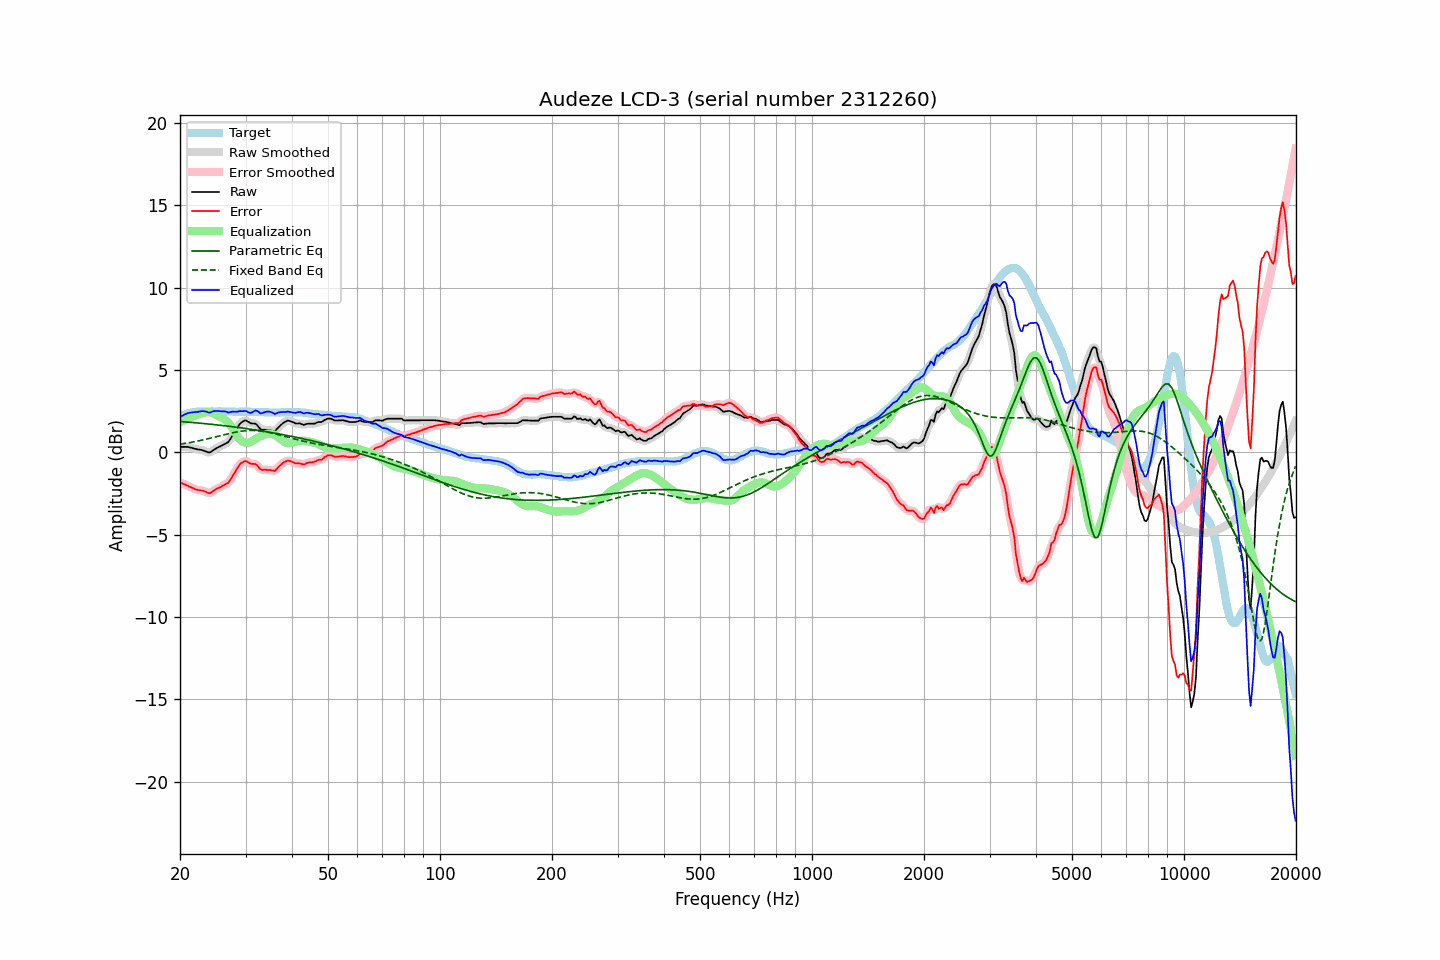 Audeze LCD-3 (serial number 2312260)
20
15
10
5
0
−5
−10
−15
−20
Amplitude (dBr)
Target
Raw Smoothed
Error Smoothed
Raw
Error
Equalization
Parametric Eq
Fixed Band Eq
Equalized
20 50 100 200 500 1000 2000 5000 10000 20000
Frequency (Hz)